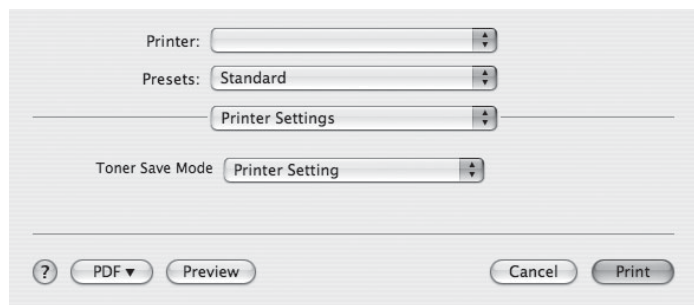 Printer:
Presets: Standard
Printer Settings
Toner Save Mode Printer Setting
? PDF▼ Preview Cancel Print